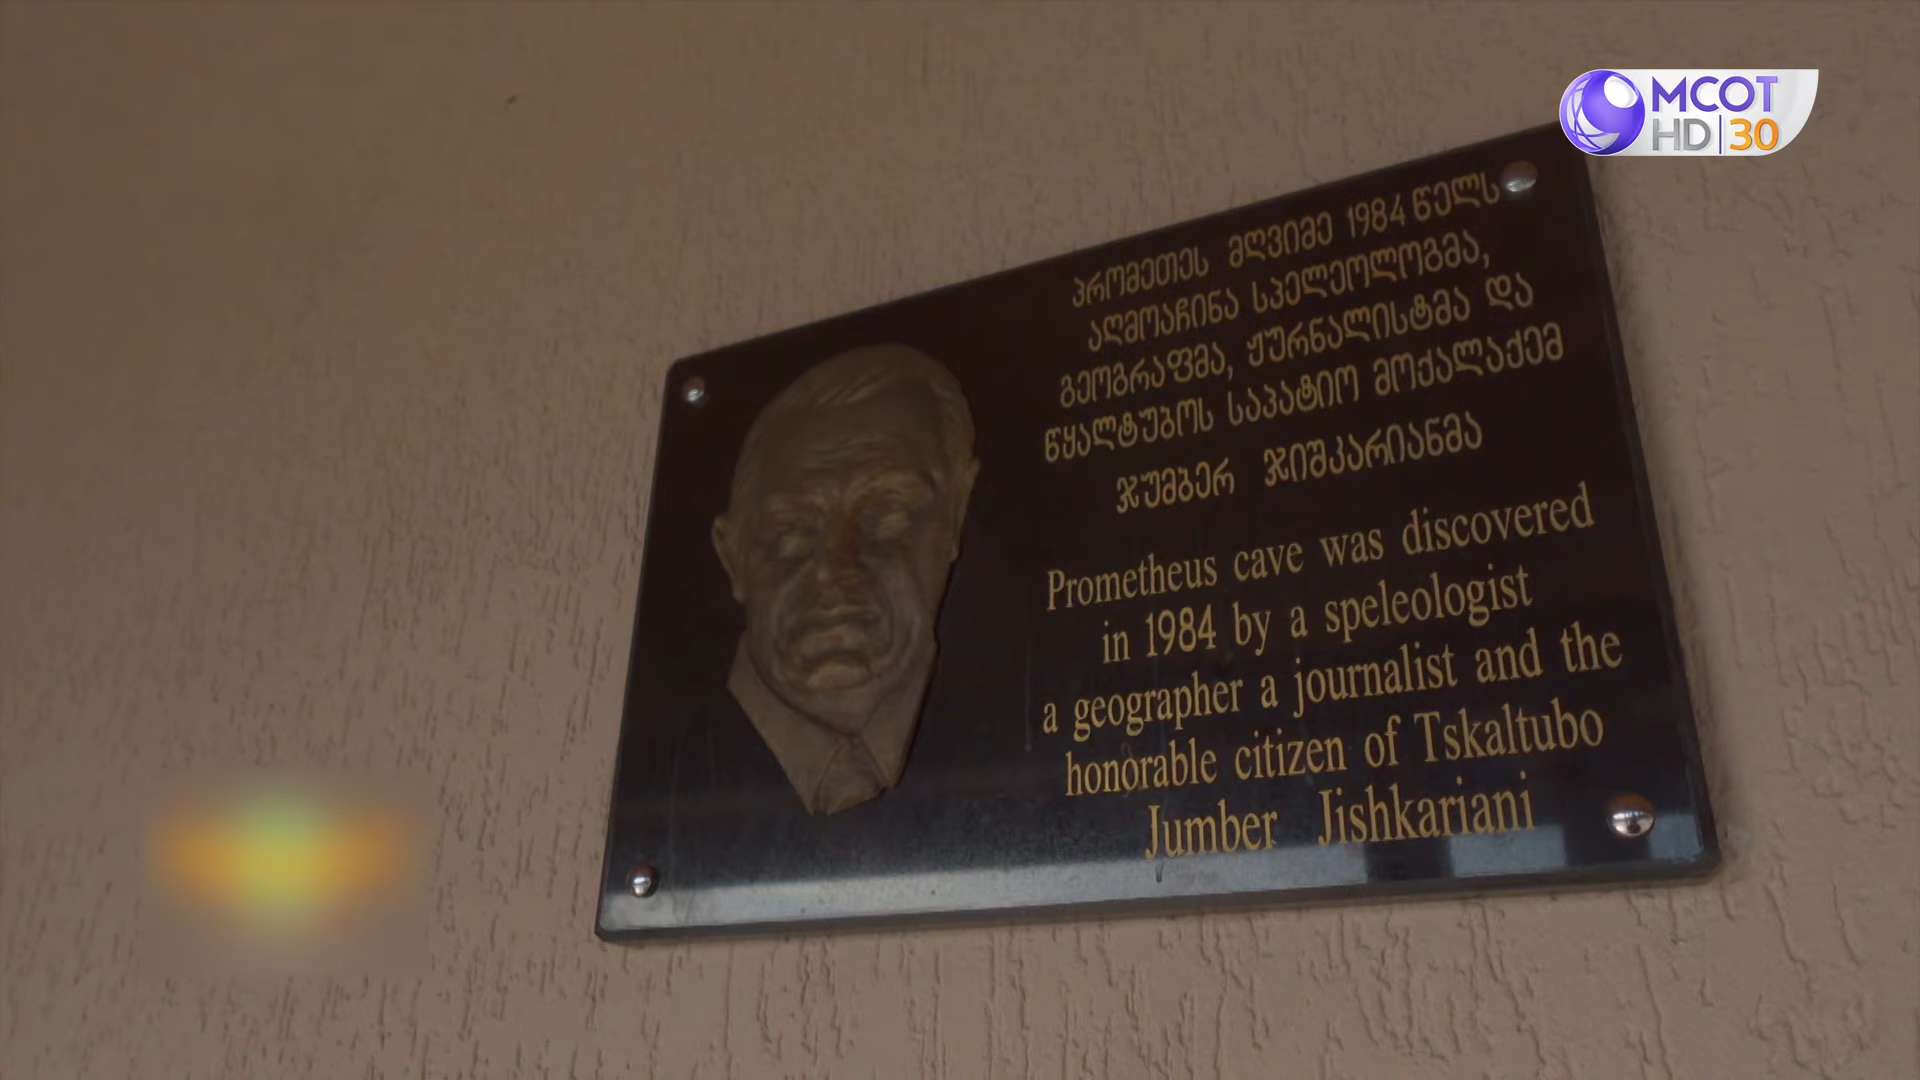 MCOT
HD 30
პრომეთეს მღვიმე 1984 წელს
აღმოაჩინა სპელეოლოგმა,
გეოგრაფმა, ჟურნალისტმა და
წყალტუბოს საპატიო მოქალაქემ
ჯუმბერ ჯიშკარიანმა
Prometheus cave was discovered
in 1984 by a speleologist
a geographer a journalist and the
honorable citizen of Tskaltubo
Jumber Jishkariani